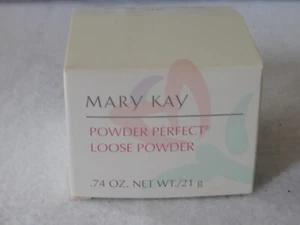 MARY KAY
POWDER PERFECT®
LOOSE POWDER
.74 OZ. NET WT./21 g